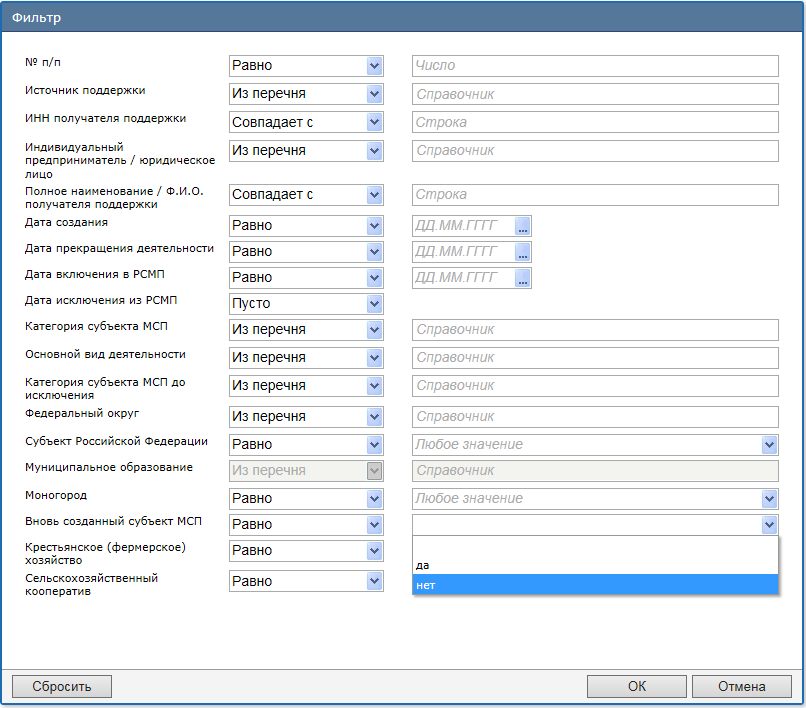 Фильтр
№ п/п Равно Число
Источник поддержки Из перечня Справочник
ИНН получателя поддержки Совпадает с Строка
Индивидуальный
предприниматель / юридическое
лицо
Из перечня Справочник
Полное наименование / Ф.И.О.
получателя поддержки
Совпадает с Строка
Дата создания Равно ДД.ММ.ГГГГ ...
Дата прекращения деятельности Равно ДД.ММ.ГГГГ ...
Дата включения в РСМП Равно ДД.ММ.ГГГГ ...
Дата исключения из РСМП Пусто
Категория субъекта МСП Из перечня Справочник
Основной вид деятельности Из перечня Справочник
Категория субъекта МСП до
исключения
Из перечня Справочник
Федеральный округ Из перечня Справочник
Субъект Российской Федерации Равно Любое значение
Муниципальное образование Из перечня Справочник
Моногород Равно Любое значение
Вновь созданный субъект МСП Равно
Крестьянское (фермерское)
хозяйство
Равно
да
Сельскохозяйственный
кооператив
Равно
нет
Сбросить ОК Отмена